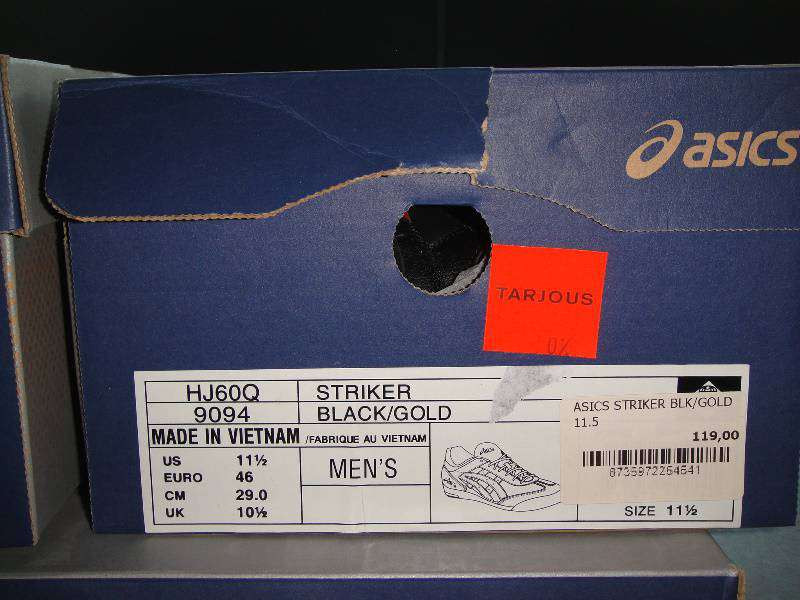 asics
TARJOUS
HJ60Q STRIKER
9094 BLACK/GOLD
MADE IN VIETNAM /FABRIQUE AU VIETNAM
US 11½
EURO 46
CM 29.0
UK 10½
MEN'S
ASICS STRIKER BLK/GOLD
11.5
119,00
8735972264641
SIZE 11½